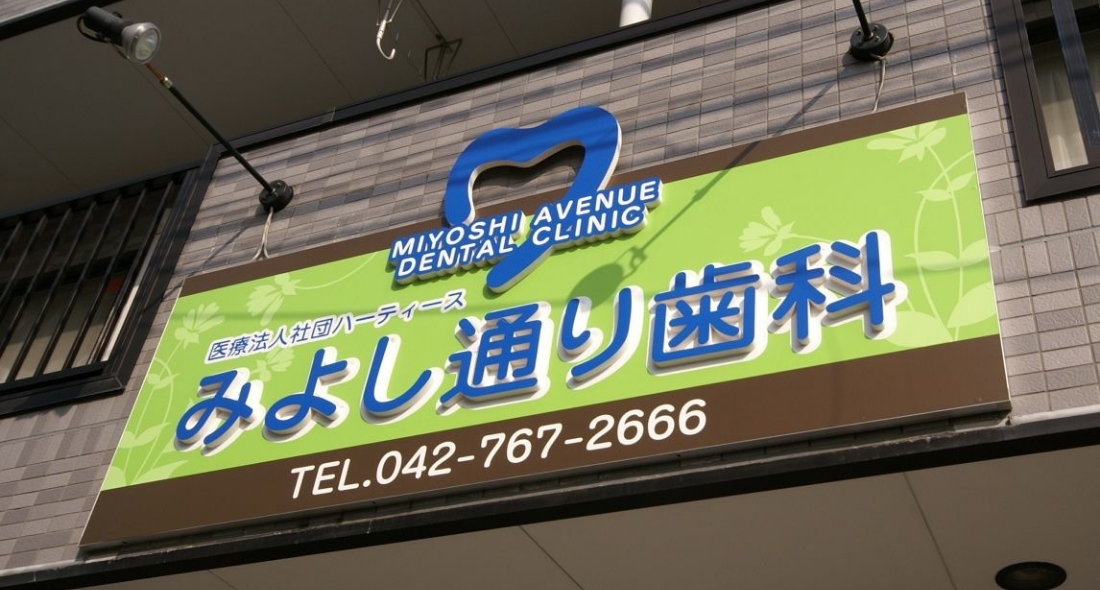 MIYOSHI AVENUE
DENTAL CLINIC
医療法人社団ハーティース
みよし通り歯科
TEL.042-767-2666